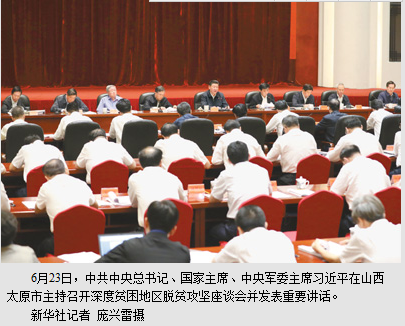 6月23日，中共中央总书记、国家主席、中央军委主席习近平在山西
太原市主持召开深度贫困地区脱贫攻坚座谈会并发表重要讲话。
新华社记者 庞兴雷摄